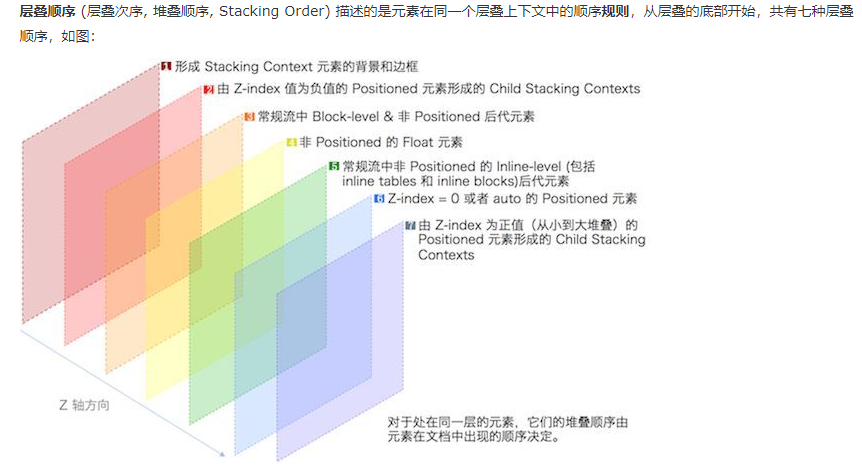 层叠顺序 (层叠次序, 堆叠顺序, Stacking Order) 描述的是元素在同一个层叠上下文中的顺序规则，从层叠的底部开始，共有七种层叠
顺序，如图：
1 形成 Stacking Context 元素的背景和边框
2 由 Z-index 值为负值的 Positioned 元素形成的 Child Stacking Contexts
3 常规流中 Block-level & 非 Positioned 后代元素
4 非 Positioned 的 Float 元素
5 常规流中非 Positioned 的 Inline-level (包括
inline tables 和 inline blocks)后代元素
6 Z-index = 0 或者 auto 的 Positioned 元素
7 由 Z-index 为正值（从小到大堆叠）的
Positioned 元素形成的 Child Stacking
Contexts
Z 轴方向
对于处在同一层的元素，它们的堆叠顺序由
元素在文档中出现的顺序决定。